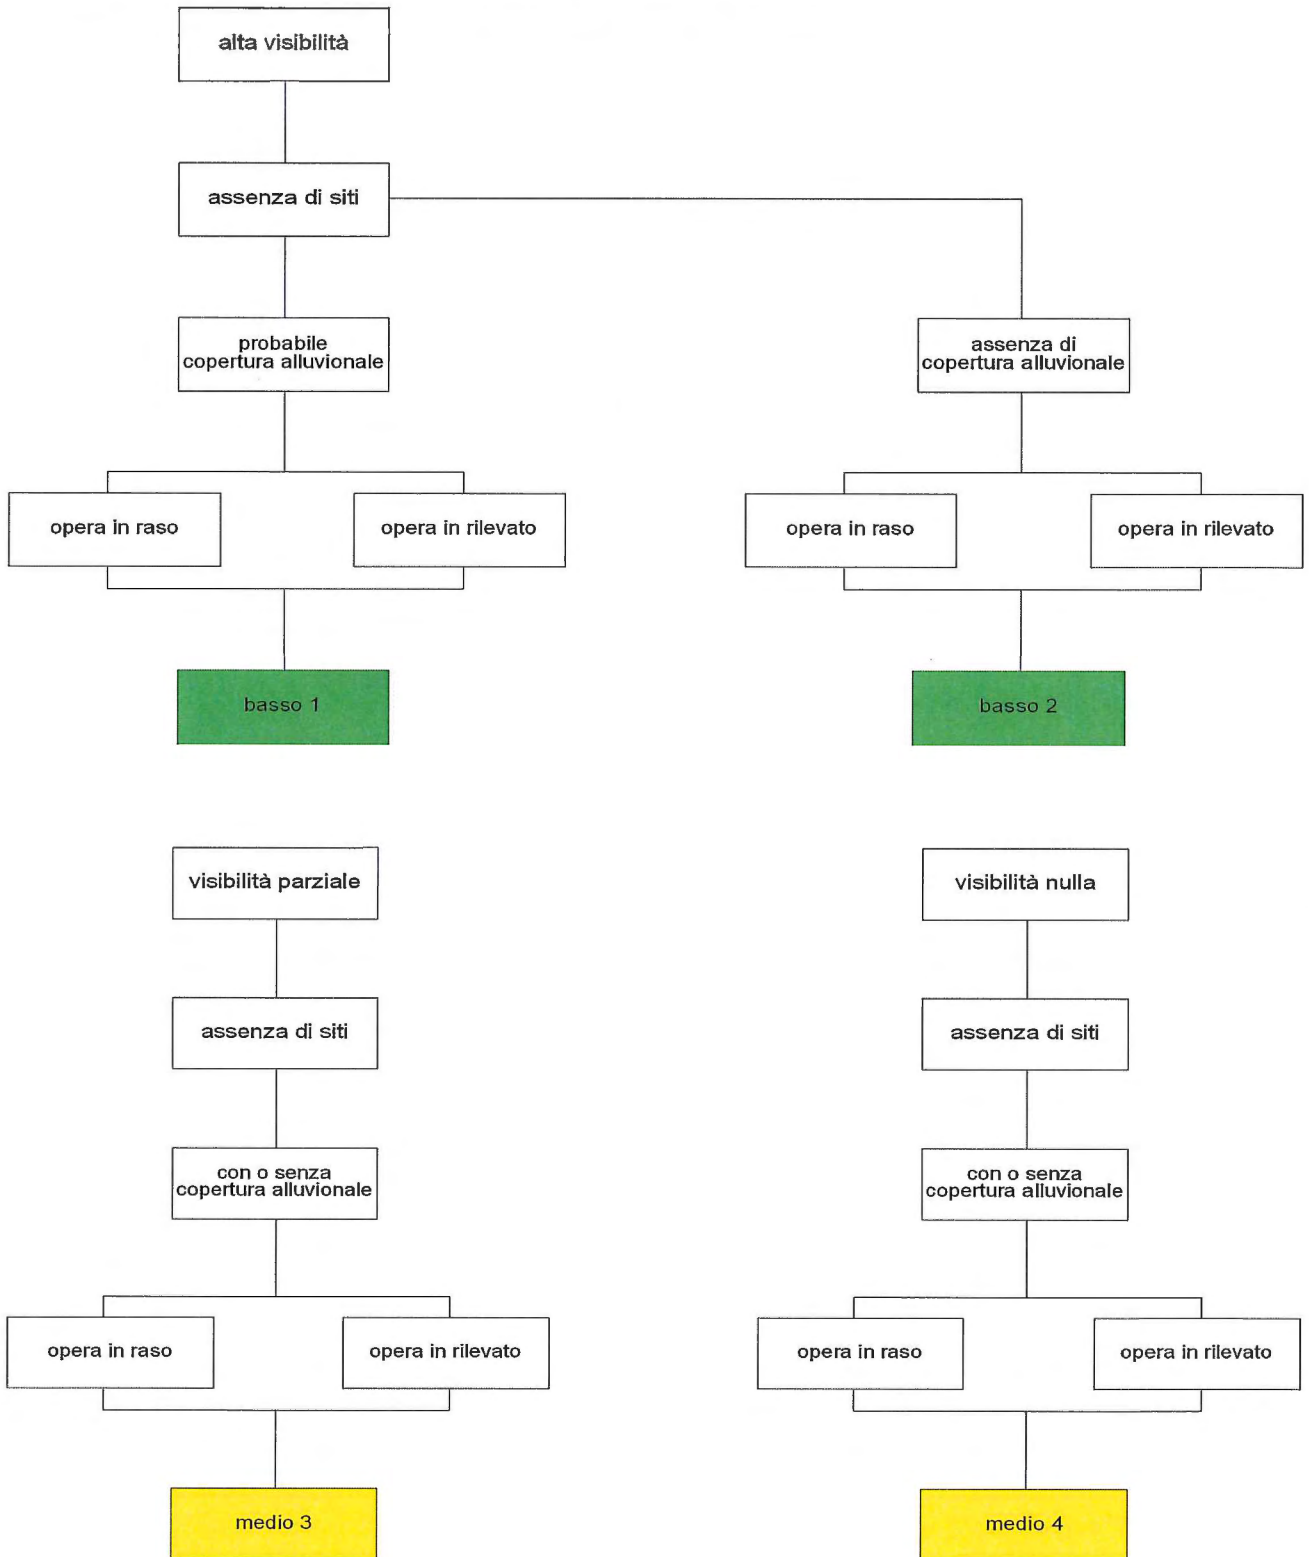 alta visibilità
assenza di siti
probabile
copertura alluvionale
assenza di
copertura alluvionale
opera in raso
opera in rilevato
opera in raso
opera in rilevato
basso 1
basso 2
visibilità parziale
visibilità nulla
assenza di siti
assenza di siti
con o senza
copertura alluvionale
con o senza
copertura alluvionale
opera in raso
opera in rilevato
opera in raso
opera in rilevato
medio 3
medio 4